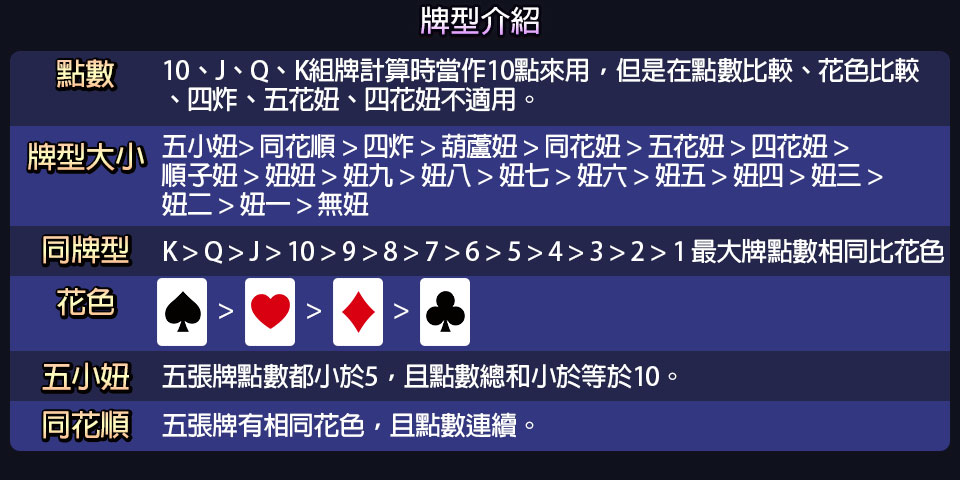 牌型介紹
點數
10、J、Q、K組牌計算時當作10點來用，但是在點數比較、花色比較
、四炸、五花妞、四花妞不適用。
牌型大小
五小妞> 同花順 > 四炸 > 葫蘆妞 > 同花妞 > 五花妞 > 四花妞 >
順子妞 > 妞妞 > 妞九 > 妞八 > 妞七 > 妞六 > 妞五 > 妞四 > 妞三 >
妞二 > 妞一 > 無妞
同牌型
K > Q > J > 10 > 9 > 8 > 7 > 6 > 5 > 4 > 3 > 2 > 1 最大牌點數相同比花色
花色
♠ > ♥ > ♦ > ♣
五小妞
五張牌點數都小於5，且點數總和小於等於10。
同花順
五張牌有相同花色，且點數連續。